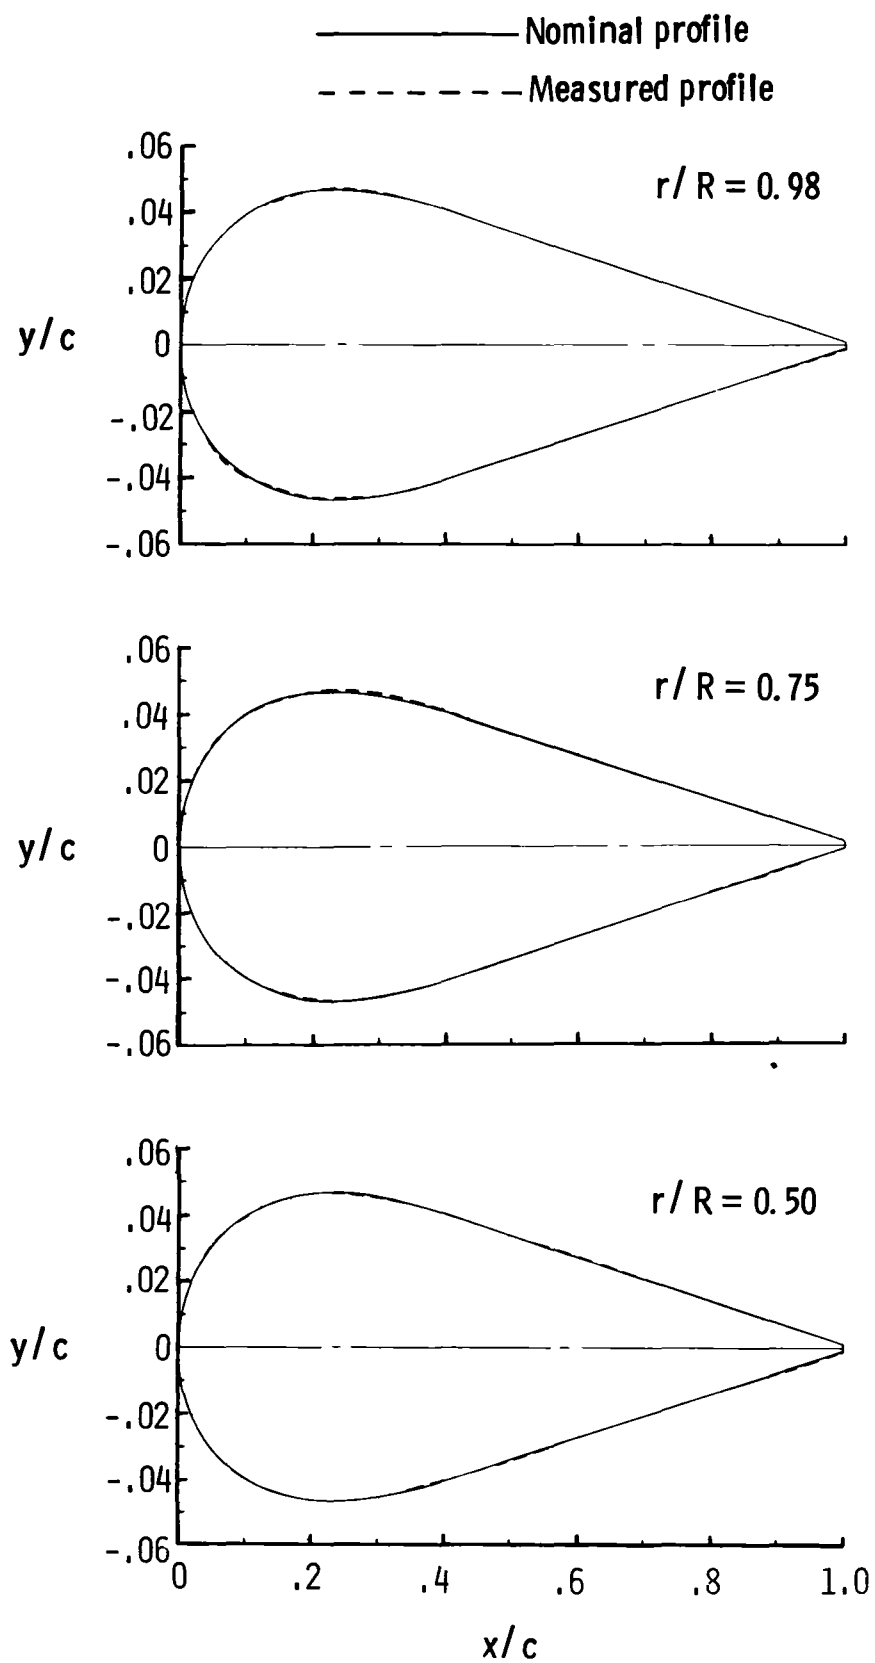 Nominal profile
Measured profile
.06
r/R = 0.98
.04
.02
y/c
0
-.02
-.04
-.06
.06
r/R = 0.75
.04
.02
y/c
0
-.02
-.04
-.06
.06
r/R = 0.50
.04
.02
y/c
0
-.02
-.04
-.06
0 .2 .4 .6 .8 1.0
x/c